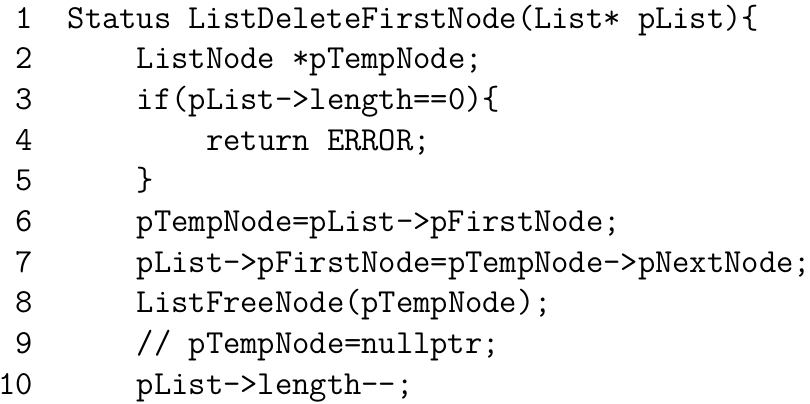 1 Status ListDeleteFirstNode(List* pList){
2 ListNode *pTempNode;
3 if(pList->length==0){
4 return ERROR;
5 }
6 pTempNode=pList->pFirstNode;
7 pList->pFirstNode=pTempNode->pNextNode;
8 ListFreeNode(pTempNode);
9 // pTempNode=nullptr;
10 pList->length--;